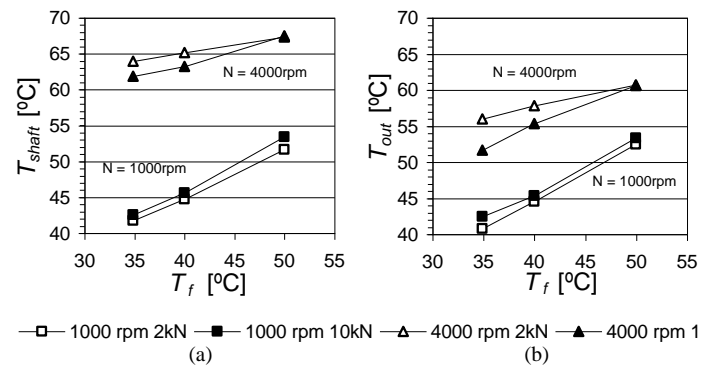 70
65
60
55
50
45
40
30 35 40 45 50 55
T_shaft [ºC]
T_f [ºC]
N = 4000rpm
N = 1000rpm
70
65
60
55
50
45
40
30 35 40 45 50 55
T_out [ºC]
T_f [ºC]
N = 4000rpm
N = 1000rpm
1000 rpm 2kN 1000 rpm 10kN 4000 rpm 2kN 4000 rpm 1
(a) (b)